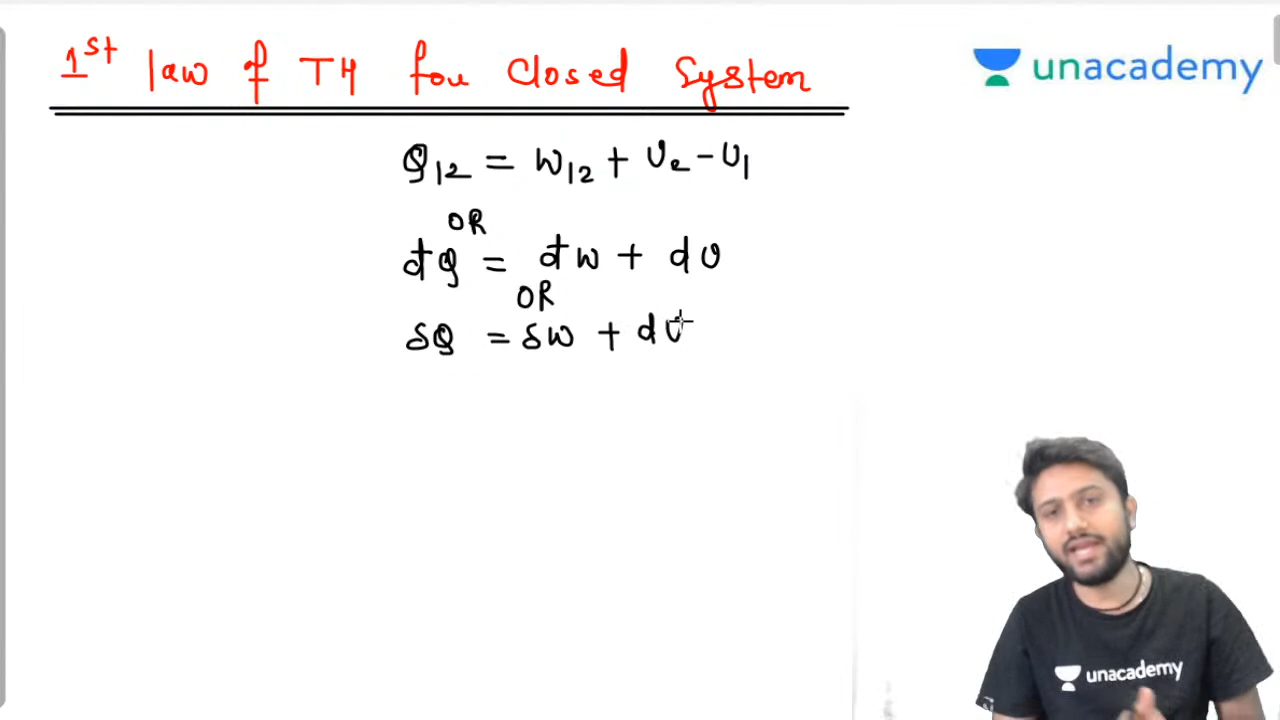 1st law of TH for Closed System
unacademy
Q12 = W12 + U2 - U1
OR
đQ = đW + dU
OR
δQ = δW + dU
unacademy